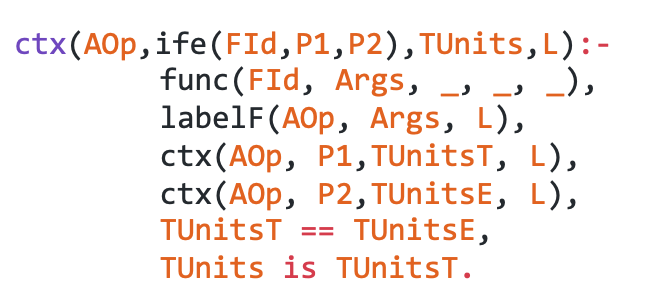 ctx(AOp,ife(FId,P1,P2),TUnits,L):-
func(FId, Args, _, _, _),
labelF(AOp, Args, L),
ctx(AOp, P1,TUnitsT, L),
ctx(AOp, P2,TUnitsE, L),
TUnitsT == TUnitsE,
TUnits is TUnitsT.